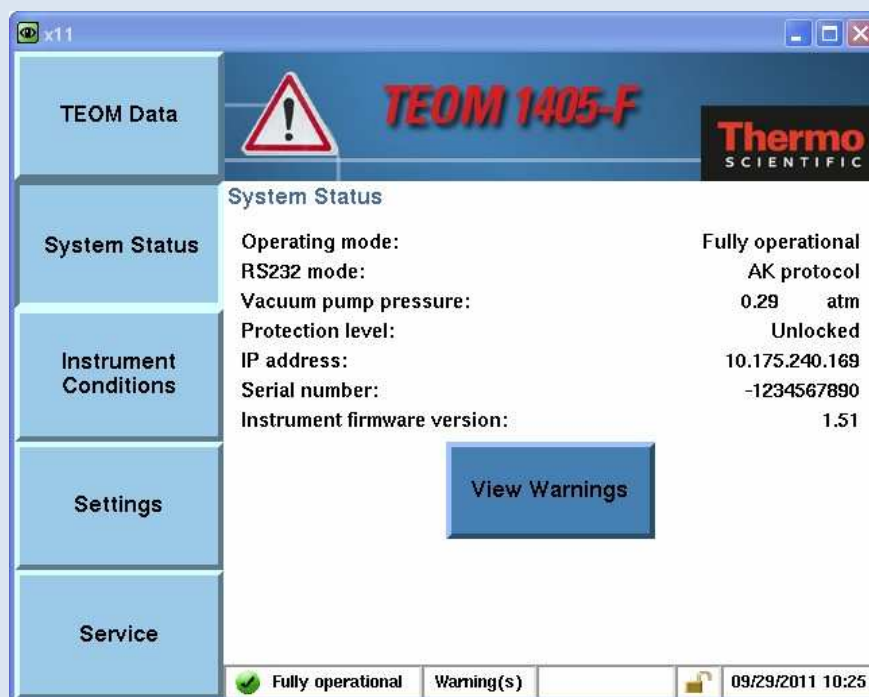 x11
TEOM Data
System Status
Instrument
Conditions
Settings
Service
TEOM 1405-F
Thermo
SCIENTIFIC
System Status
Operating mode: Fully operational
RS232 mode: AK protocol
Vacuum pump pressure: 0.29 atm
Protection level: Unlocked
IP address: 10.175.240.169
Serial number: -1234567890
Instrument firmware version: 1.51
View Warnings
Fully operational Warning(s) 09/29/2011 10:25